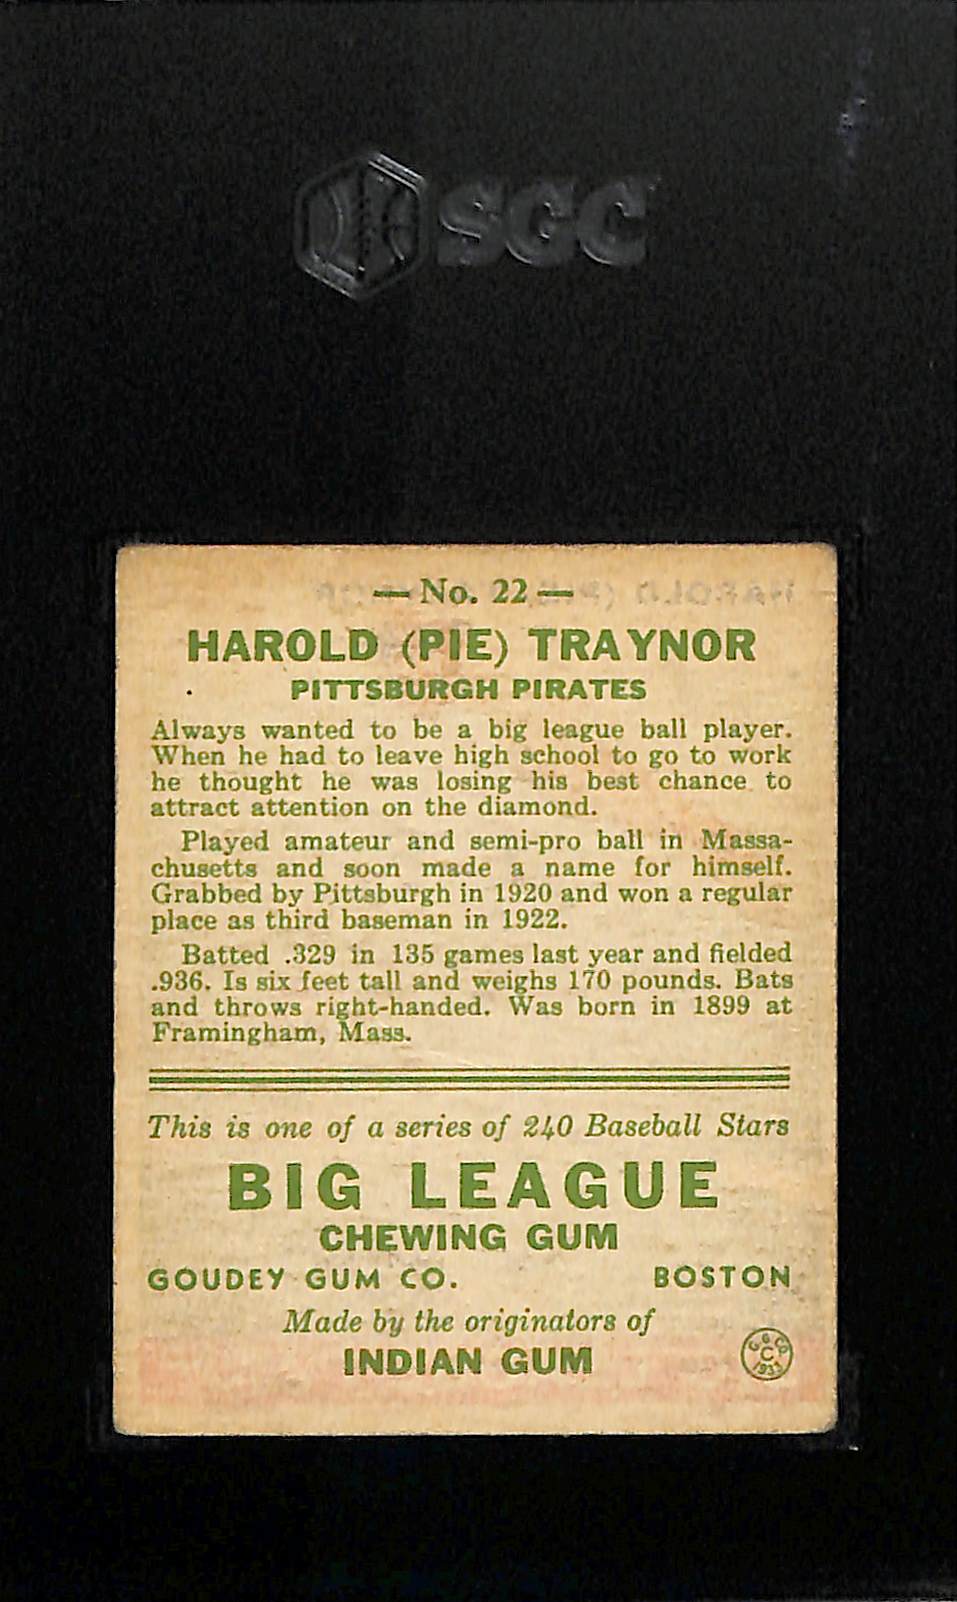 SGC
— No. 22 —
HAROLD (PIE) TRAYNOR
PITTSBURGH PIRATES
Always wanted to be a big league ball player.
When he had to leave high school to go to work
he thought he was losing his best chance to
attract attention on the diamond.
Played amateur and semi-pro ball in Massa-
chusetts and soon made a name for himself.
Grabbed by Pittsburgh in 1920 and won a regular
place as third baseman in 1922.
Batted .329 in 135 games last year and fielded
.936. Is six feet tall and weighs 170 pounds. Bats
and throws right-handed. Was born in 1899 at
Framingham, Mass.
This is one of a series of 240 Baseball Stars
BIG LEAGUE
CHEWING GUM
GOUDEY GUM CO. BOSTON
Made by the originators of
INDIAN GUM
G. G. Co.
C
1933